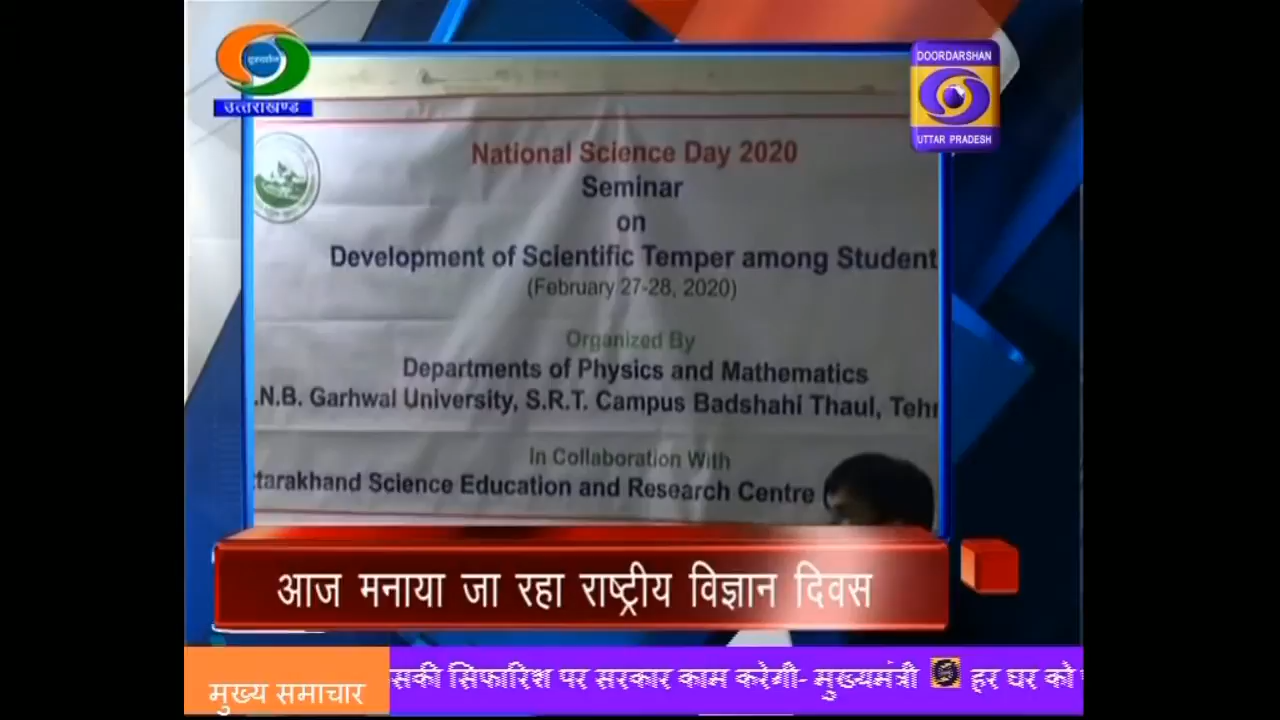 दूरदर्शन
उत्तराखण्ड
DOORDARSHAN
UTTAR PRADESH
National Science Day 2020
Seminar
on
Development of Scientific Temper among Student
(February 27-28, 2020)
Organized By
Departments of Physics and Mathematics
.N.B. Garhwal University, S.R.T. Campus Badshahi Thaul, Tehr
In Collaboration With
tarakhand Science Education and Research Centre (
आज मनाया जा रहा राष्ट्रीय विज्ञान दिवस
मुख्य समाचार
सकी सिफारिश पर सरकार काम करेगी- मुख्यमंत्री हर घर को